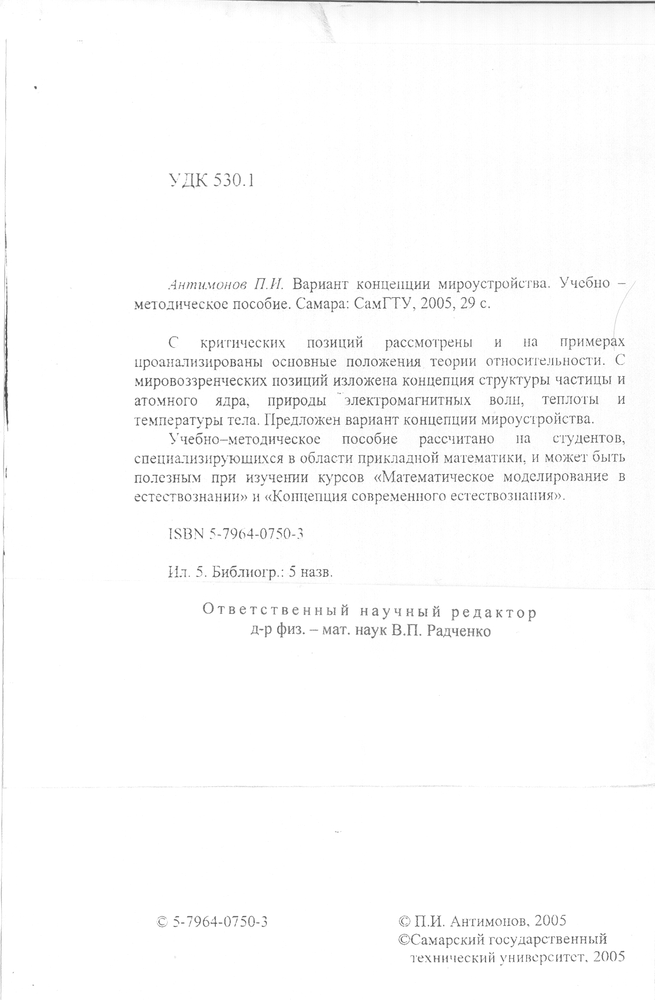 УДК 530.1
Антимонов П.И. Вариант концепции мироустройства. Учебно –
методическое пособие. Самара: СамГТУ, 2005, 29 с.
С критических позиций рассмотрены и на примерах
проанализированы основные положения теории относительности. С
мировоззренческих позиций изложена концепция структуры частицы и
атомного ядра, природы электромагнитных волн, теплоты и
температуры тела. Предложен вариант концепции мироустройства.
Учебно–методическое пособие рассчитано на студентов,
специализирующихся в области прикладной математики, и может быть
полезным при изучении курсов «Математическое моделирование в
естествознании» и «Концепция современного естествознания».
ISBN 5-7964-0750-3
Ил. 5. Библиогр.: 5 назв.
Ответственный научный редактор
д-р физ. – мат. наук В.П. Радченко
© 5-7964-0750-3
© П.И. Антимонов, 2005
©Самарский государственный
технический университет, 2005